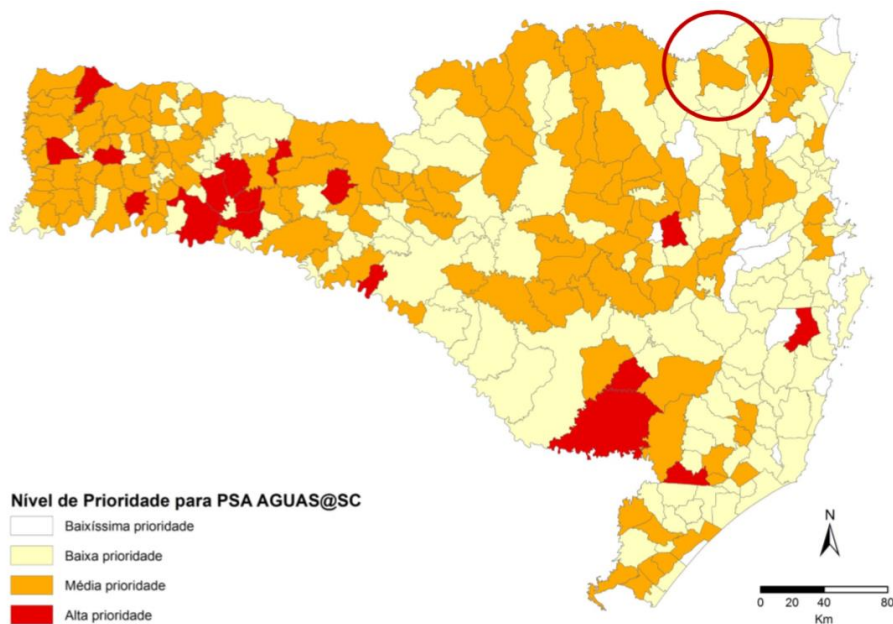 Nível de Prioridade para PSA AGUAS@SC
Baixíssima prioridade
Baixa prioridade
Média prioridade
Alta prioridade
N
0 20 40 80
Km